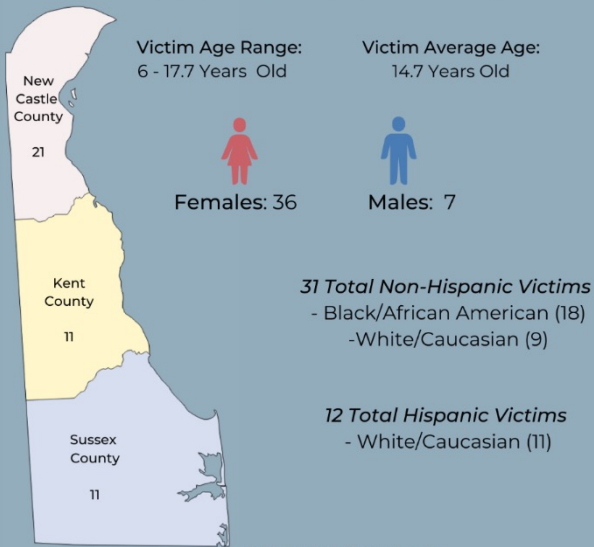 Victim Age Range:
6 - 17.7 Years Old
Victim Average Age:
14.7 Years Old
New
Castle
County
21
Females: 36
Males: 7
Kent
County
11
31 Total Non-Hispanic Victims
- Black/African American (18)
-White/Caucasian (9)
12 Total Hispanic Victims
- White/Caucasian (11)
Sussex
County
11